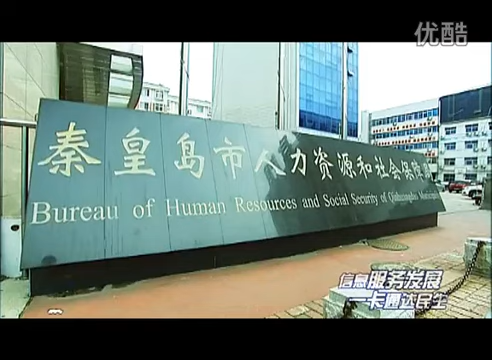 优酷
秦皇岛市人力资源和社会保障局
Bureau of Human Resources and Social Security of Qinhuangdao
信息服务发展
一卡通达民生